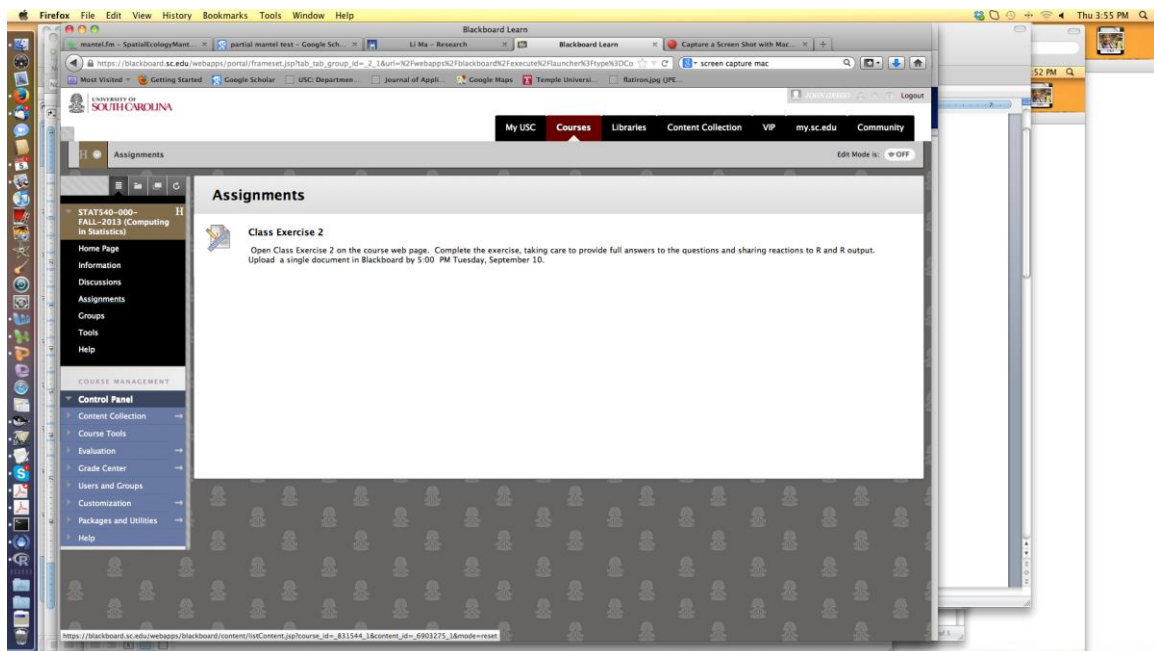 Firefox File Edit View History Bookmarks Tools Window Help
Thu 3:55 PM
Blackboard Learn
mantel.fm - SpatialEcologyMant...
partial mantel test - Google Sch...
Li Ma - Research
Blackboard Learn
Capture a Screen Shot with Mac...
https://blackboard.sc.edu/webapps/portal/frameset.jsp?tab_tab_group_id=_2_1&url=%2Fwebapps%2Fblackboard%2Fexecute%2Flauncher%3Ftype%3DCo
screen capture mac
Most Visited
Getting Started
Google Scholar
USC: Departmen...
Journal of Appli...
Google Maps
Temple Universi...
flatiron.jpg (JPE...
52 PM
UNIVERSITY OF
SOUTH CAROLINA
Logout
My USC Courses Libraries Content Collection VIP my.sc.edu Community
H Assignments
Edit Mode is: OFF
Assignments
STAT540-000-
FALL-2013 (Computing
in Statistics)
H
Home Page
Information
Discussions
Assignments
Groups
Tools
Help
COURSE MANAGEMENT
Control Panel
Content Collection
Course Tools
Evaluation
Grade Center
Users and Groups
Customization
Packages and Utilities
Help
Class Exercise 2
Open Class Exercise 2 on the course web page. Complete the exercise, taking care to provide full answers to the questions and sharing reactions to R and R output.
Upload a single document in Blackboard by 5:00 PM Tuesday, September 10.
https://blackboard.sc.edu/webapps/blackboard/content/listContent.jsp?course_id=_831544_1&content_id=_6903275_1&mode=reset